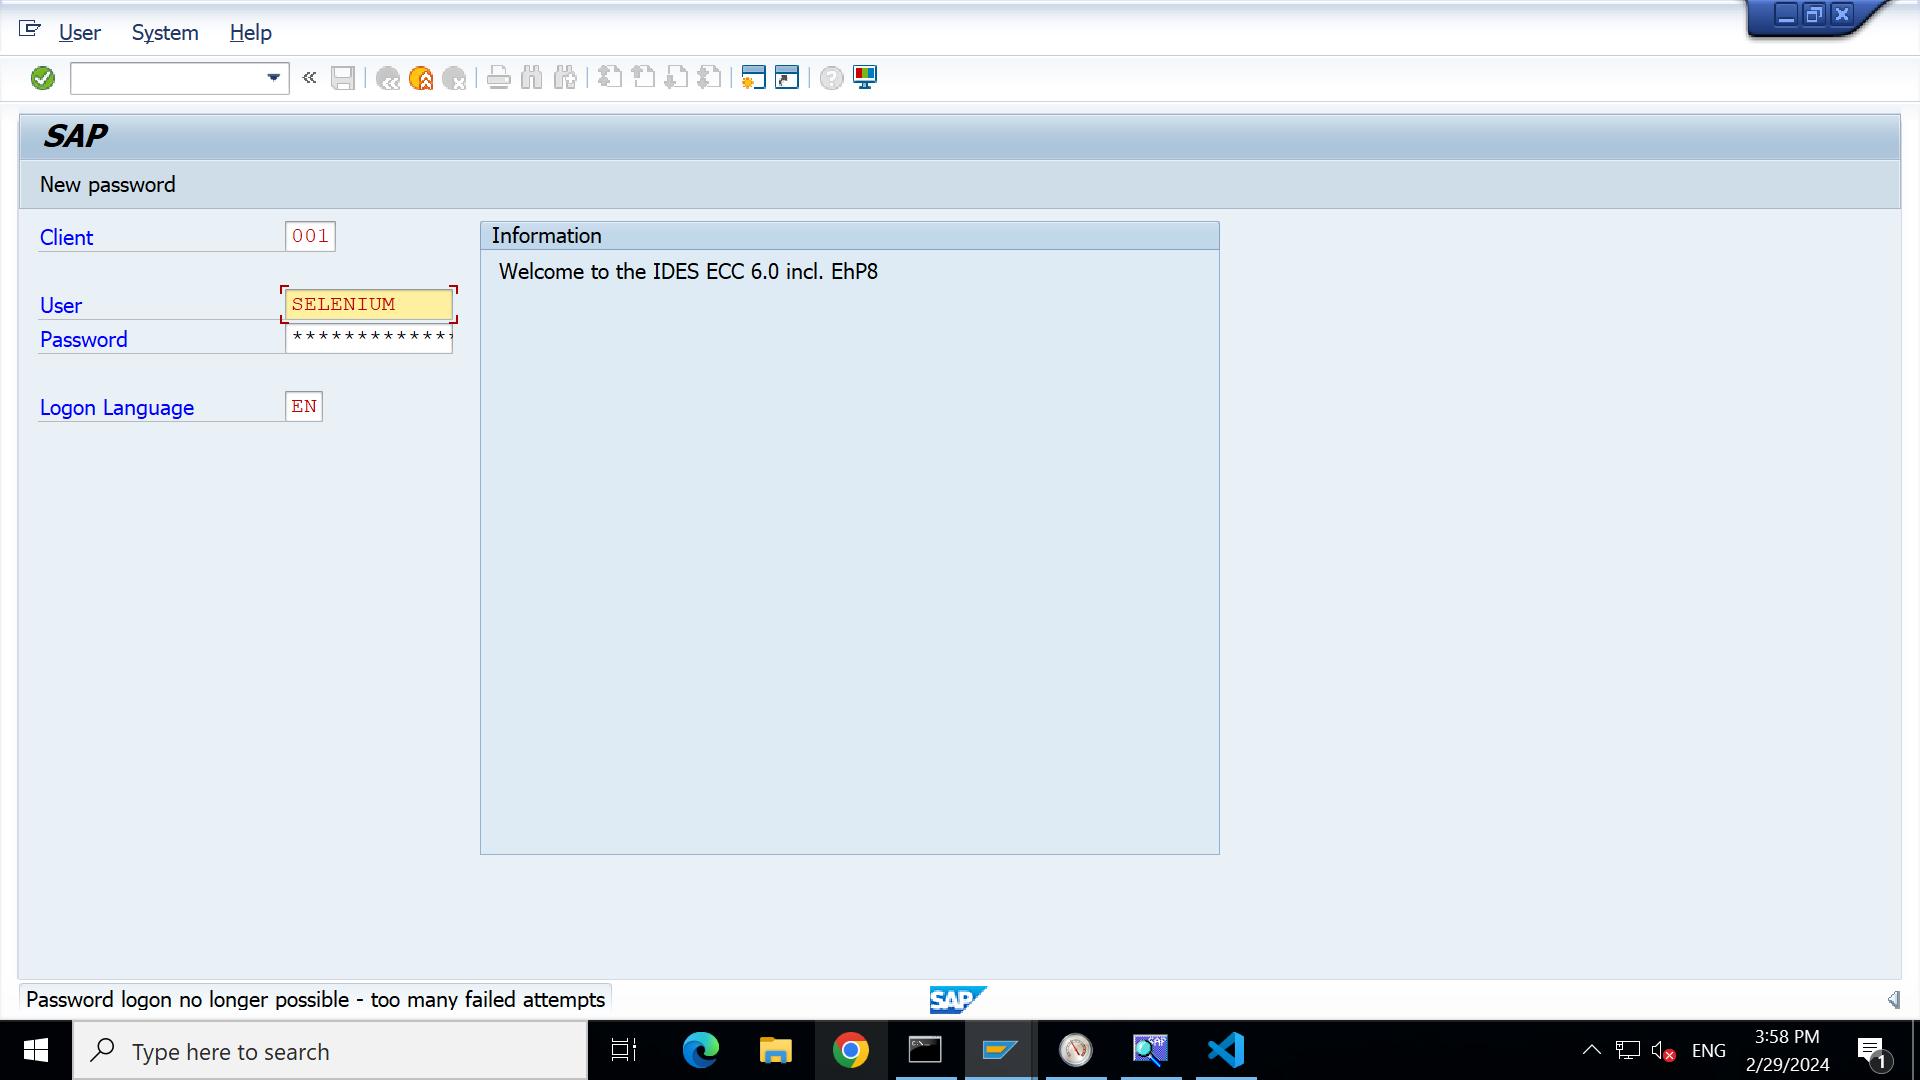 User System Help
SAP
New password
Client 001
Information
Welcome to the IDES ECC 6.0 incl. EhP8
User SELENIUM
Password *************
Logon Language EN
Password logon no longer possible - too many failed attempts
SAP
Type here to search
ENG
3:58 PM
2/29/2024
1